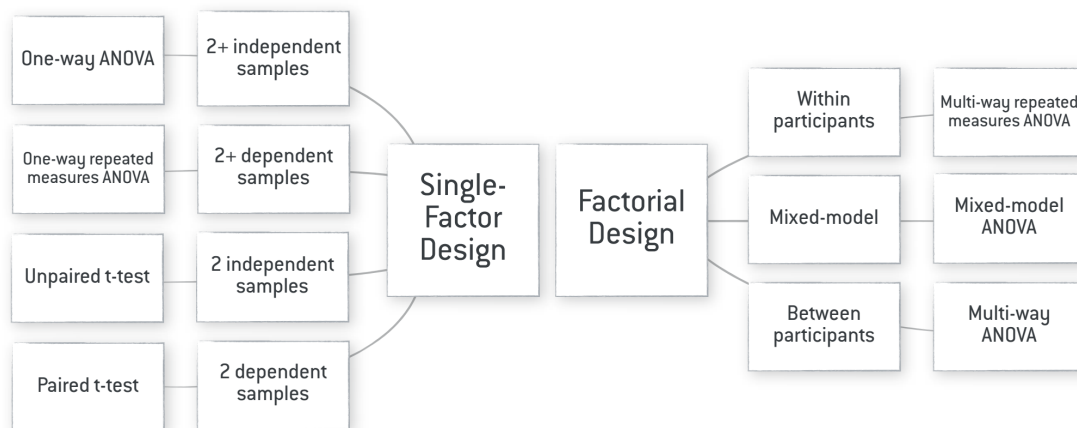 One-way ANOVA
2+ independent
samples
One-way repeated
measures ANOVA
2+ dependent
samples
Unpaired t-test
2 independent
samples
Paired t-test
2 dependent
samples
Single-
Factor
Design
Factorial
Design
Within
participants
Multi-way repeated
measures ANOVA
Mixed-model
Mixed-model
ANOVA
Between
participants
Multi-way
ANOVA